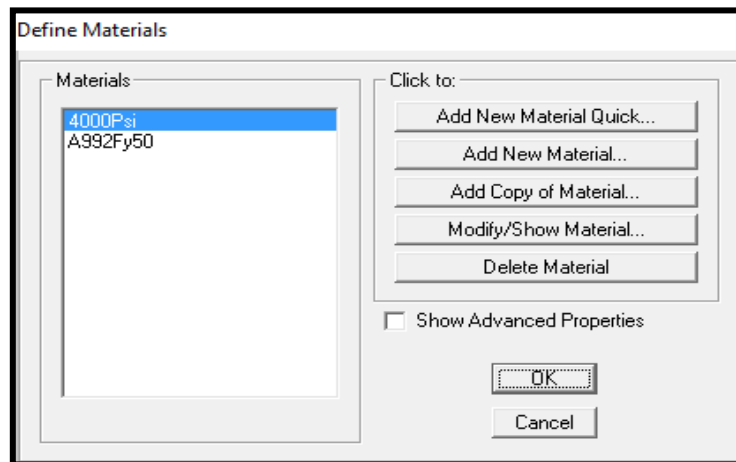 Define Materials
Materials
4000Psi
A992Fy50
Click to:
Add New Material Quick...
Add New Material...
Add Copy of Material...
Modify/Show Material...
Delete Material
Show Advanced Properties
OK
Cancel